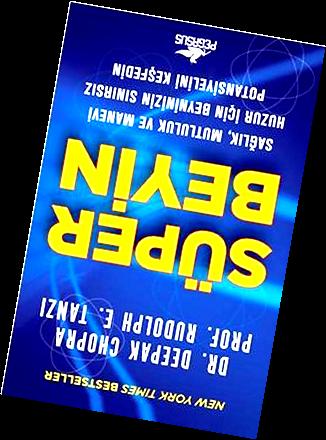 NEW YORK TIMES BESTSELLER
DR. DEEPAK CHOPRA
PROF. RUDOLPH E. TANZI
SÜPER
BEYİN
SAĞLIK, MUTLULUK VE MANEVİ
HUZUR İÇİN BEYNİNİZİN SINIRSIZ
POTANSİYELİNİ KEŞFEDİN
PEGASUS